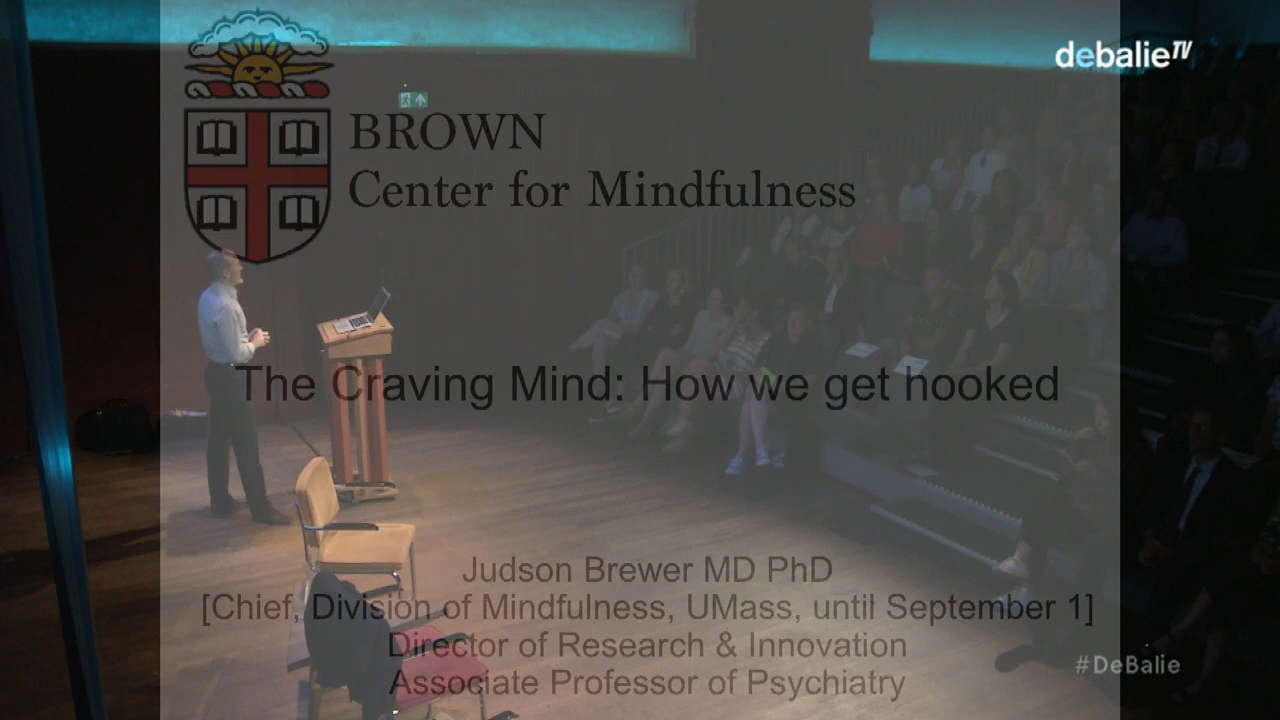 debalieTV
BROWN
Center for Mindfulness
The Craving Mind: How we get hooked
Judson Brewer MD PhD
[Chief, Division of Mindfulness, UMass, until September 1]
Director of Research & Innovation
Associate Professor of Psychiatry
#DeBalie